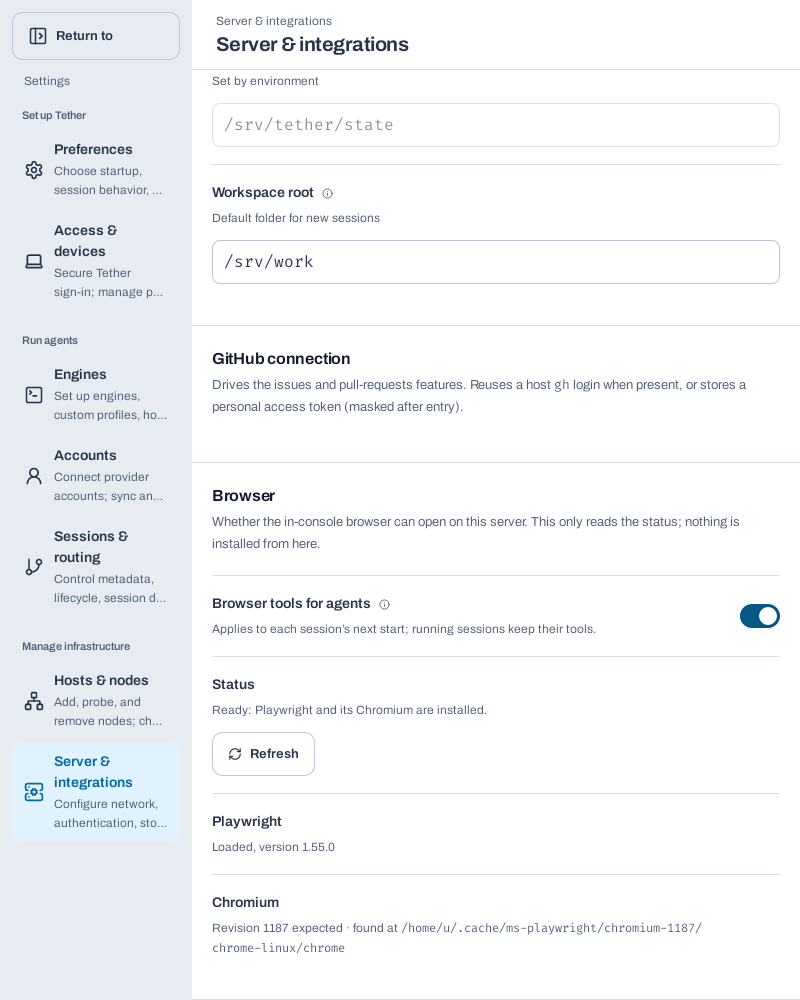 Return to
Settings
Set up Tether
Preferences
Choose startup,
session behavior, ...
Access &
devices
Secure Tether
sign-in; manage p...
Run agents
Engines
Set up engines,
custom profiles, ho...
Accounts
Connect provider
accounts; sync an...
Sessions &
routing
Control metadata,
lifecycle, session d...
Manage infrastructure
Hosts & nodes
Add, probe, and
remove nodes; ch...
Server &
integrations
Configure network,
authentication, sto...
Server & integrations
Server & integrations
Set by environment
/srv/tether/state
Workspace root
Default folder for new sessions
/srv/work
GitHub connection
Drives the issues and pull-requests features. Reuses a host gh login when present, or stores a
personal access token (masked after entry).
Browser
Whether the in-console browser can open on this server. This only reads the status; nothing is
installed from here.
Browser tools for agents
Applies to each session's next start; running sessions keep their tools.
Status
Ready: Playwright and its Chromium are installed.
Refresh
Playwright
Loaded, version 1.55.0
Chromium
Revision 1187 expected · found at /home/u/.cache/ms-playwright/chromium-1187/
chrome-linux/chrome